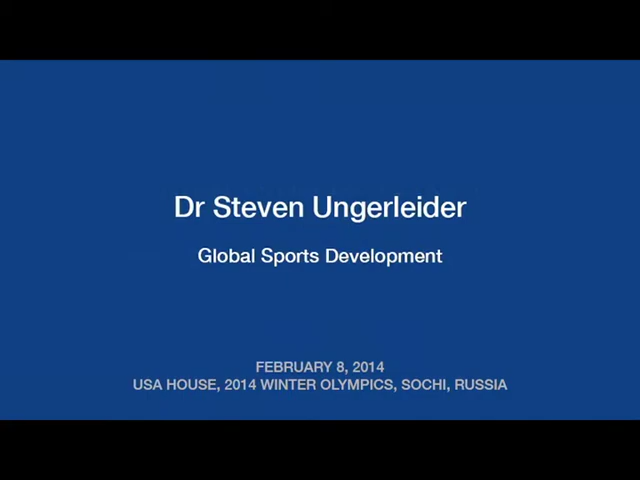 Dr Steven Ungerleider
Global Sports Development
FEBRUARY 8, 2014
USA HOUSE, 2014 WINTER OLYMPICS, SOCHI, RUSSIA